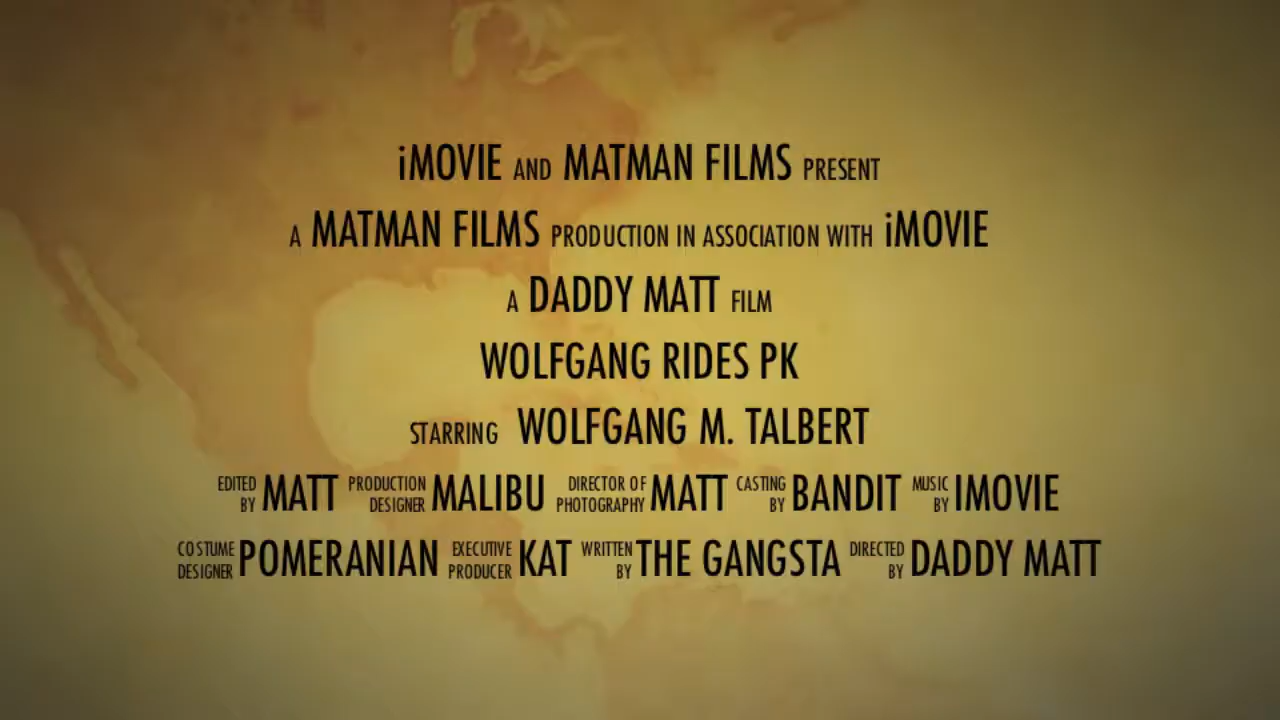 iMOVIE AND MATMAN FILMS PRESENT
A MATMAN FILMS PRODUCTION IN ASSOCIATION WITH iMOVIE
A DADDY MATT FILM
WOLFGANG RIDES PK
STARRING WOLFGANG M. TALBERT
EDITED BY MATT PRODUCTION DESIGNER MALIBU DIRECTOR OF PHOTOGRAPHY MATT CASTING BY BANDIT MUSIC BY IMOVIE
COSTUME DESIGNER POMERANIAN EXECUTIVE PRODUCER KAT WRITTEN BY THE GANGSTA DIRECTED BY DADDY MATT